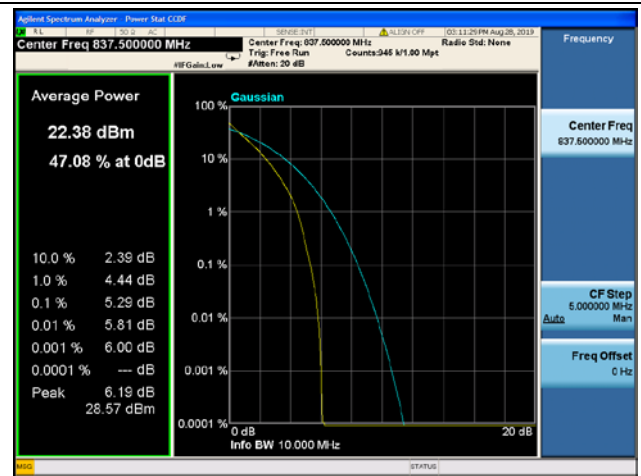 Agilent Spectrum Analyzer Power Stat CCDF
RL RF 50 Ω AC SENSE:INT ALIGN OFF 03:11:29 PM Aug 28, 2019
Center Freq 837.500000 MHz
Center Freq: 837.500000 MHz Radio Std: None
Trig: Free Run Counts:945 k/1.00 Mpt
#IFGain:Low #Atten: 20 dB
Frequency
Average Power
22.38 dBm
47.08 % at 0dB
10.0 % 2.39 dB
1.0 % 4.44 dB
0.1 % 5.29 dB
0.01 % 5.81 dB
0.001 % 6.00 dB
0.0001 % --- dB
Peak 6.19 dB
28.57 dBm
Gaussian
100 %
10 %
1 %
0.1 %
0.01 %
0.001 %
0.0001 %
0 dB 20 dB
Info BW 10.000 MHz
Center Freq
837.500000 MHz
CF Step
5.000000 MHz
Auto Man
Freq Offset
0 Hz
MSG STATUS